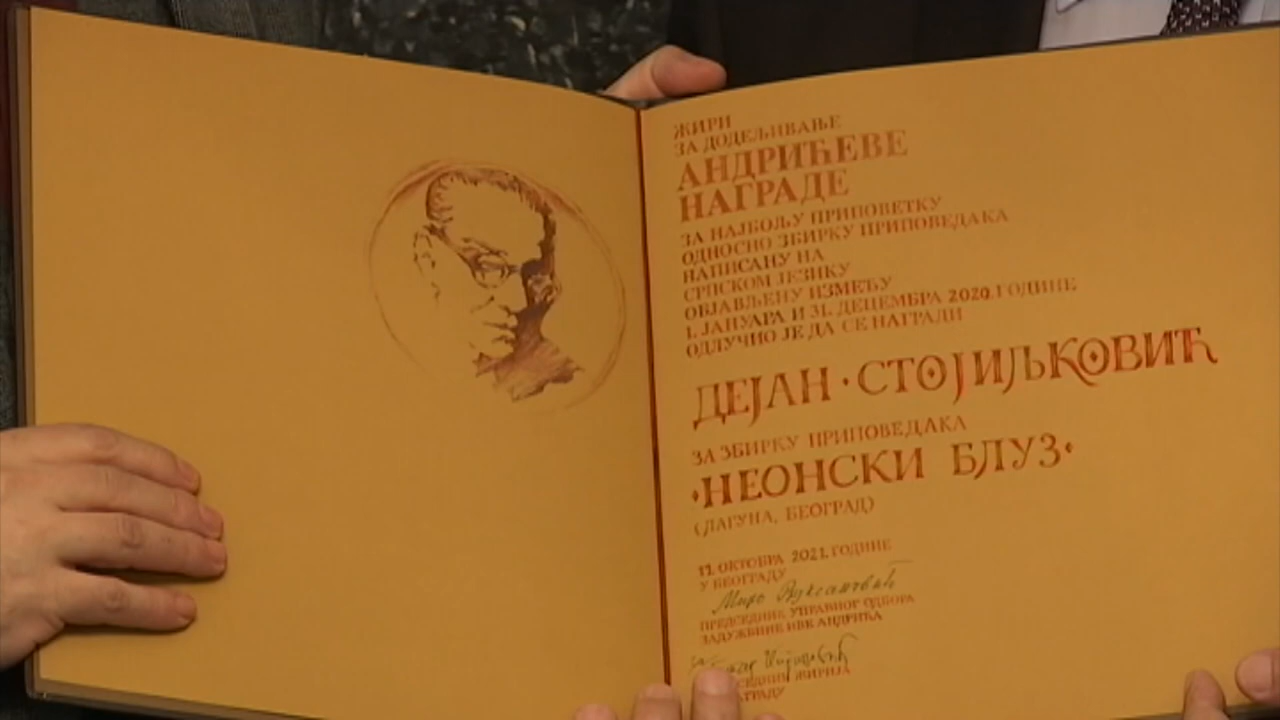 ЖИРИ
ЗА ДОДЕЉИВАЊЕ
АНДРИЋЕВЕ
НАГРАДЕ
ЗА НАЈБОЉУ ПРИПОВЕТКУ
ОДНОСНО ЗБИРКУ ПРИПОВЕДАКА
НАПИСАНУ НА
СРПСКОМ ЈЕЗИКУ
ОБЈАВЉЕНУ ИЗМЕЂУ
1. ЈАНУАРА И 31. ДЕЦЕМБРА 2020. ГОДИНЕ
ОДЛУЧИО ЈЕ ДА СЕ НАГРАДИ
ДЕЈАН · СТОЈИЉКОВИЋ
ЗА ЗБИРКУ ПРИПОВЕДАКА
·НЕОНСКИ БЛУЗ·
(ЛАГУНА, БЕОГРАД)
ОКТОБРА 2021. ГОДИНЕ
У БЕОГРАДУ
ПРЕДСЕДНИК УПРАВНОГ ОДБОРА
ЗАДУЖБИНЕ ИВЕ АНДРИЋА
ЖИРИЈА